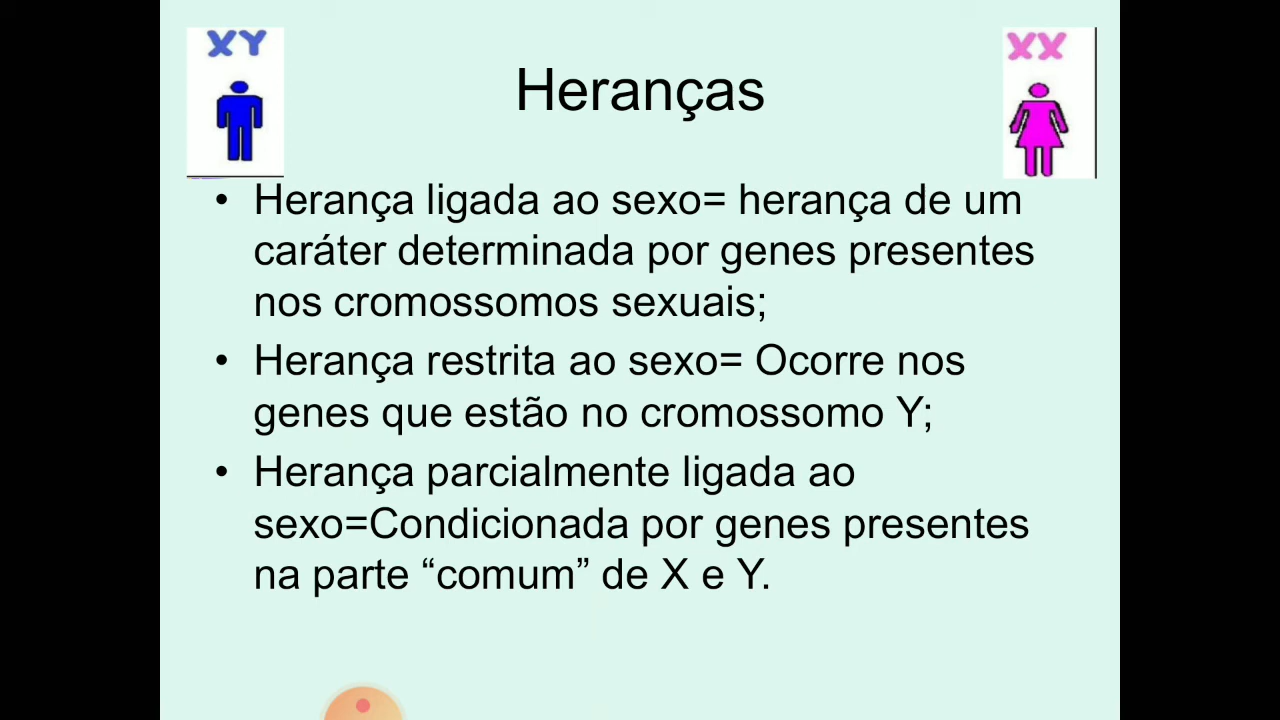 XY
XX
Heranças
• Herança ligada ao sexo= herança de um
caráter determinada por genes presentes
nos cromossomos sexuais;
• Herança restrita ao sexo= Ocorre nos
genes que estão no cromossomo Y;
• Herança parcialmente ligada ao
sexo=Condicionada por genes presentes
na parte “comum” de X e Y.